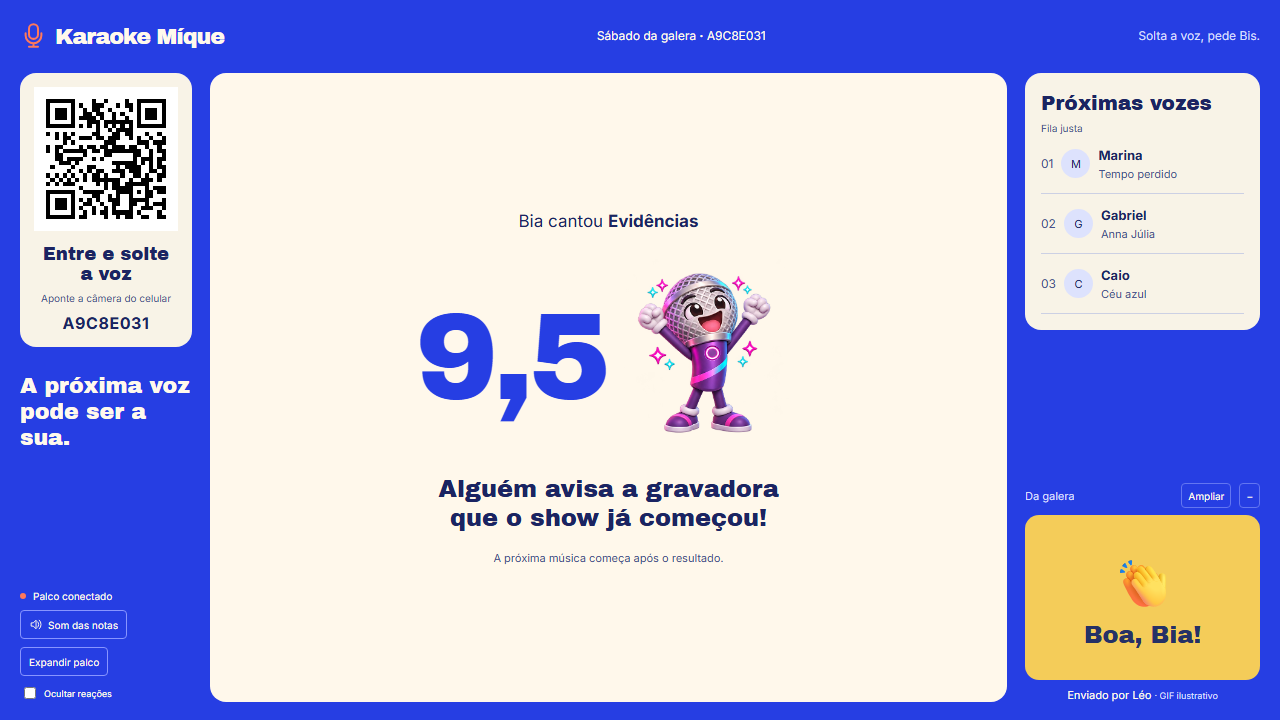 Karaoke Míque
Sábado da galera · A9C8E031
Solta a voz, pede Bis.
Entre e solte
a voz
Aponte a câmera do celular
A9C8E031
A próxima voz
pode ser a
sua.
Palco conectado
Som das notas
Expandir palco
Ocultar reações
Bia cantou Evidências
9,5
Alguém avisa a gravadora
que o show já começou!
A próxima música começa após o resultado.
Próximas vozes
Fila justa
01 M Marina
Tempo perdido
02 G Gabriel
Anna Júlia
03 C Caio
Céu azul
Da galera
Ampliar
–
Boa, Bia!
Enviado por Léo · GIF ilustrativo